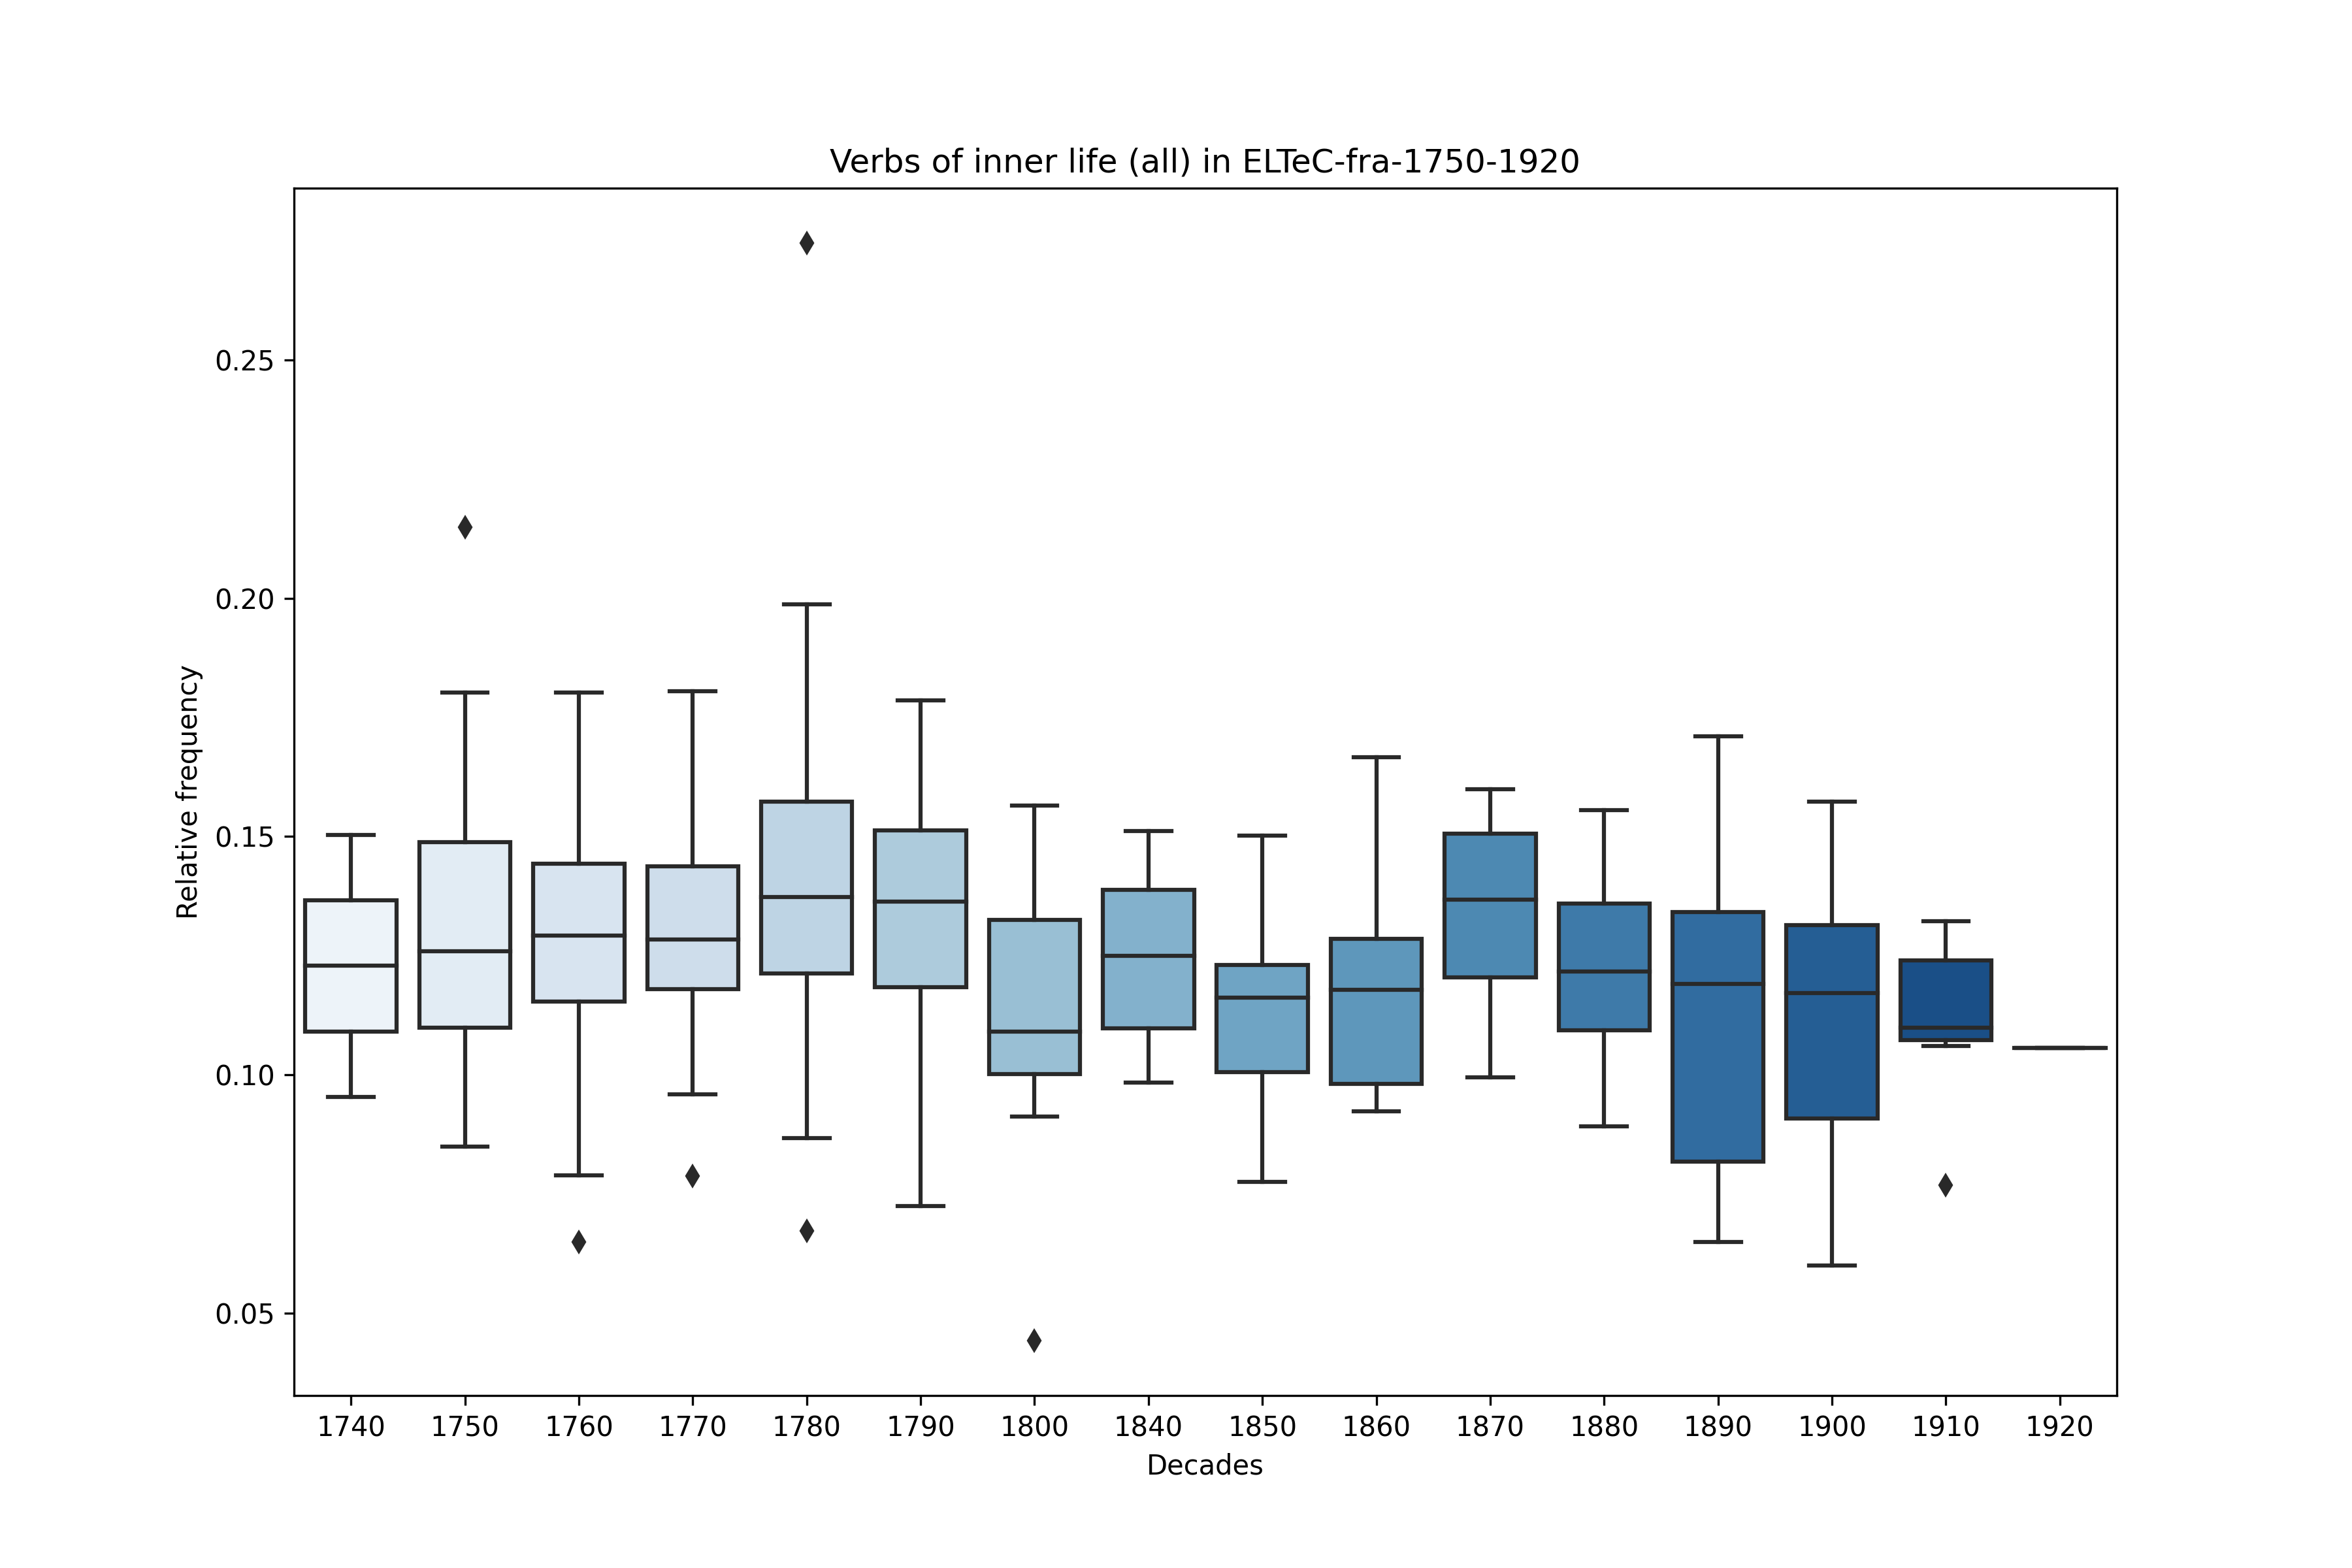 Verbs of inner life (all) in ELTeC-fra-1750-1920
Relative frequency
0.25
0.20
0.15
0.10
0.05
1740 1750 1760 1770 1780 1790 1800 1840 1850 1860 1870 1880 1890 1900 1910 1920
Decades